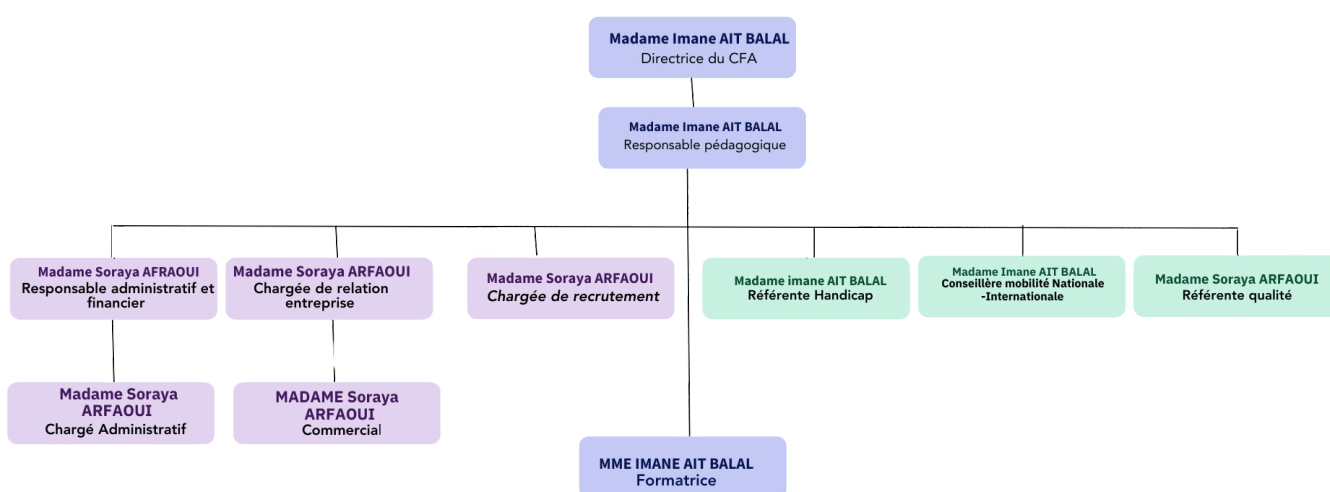 Madame Imane AIT BALAL
Directrice du CFA
Madame Imane AIT BALAL
Responsable pédagogique
Madame Soraya AFRAOUI
Responsable administratif et
financier
Madame Soraya ARFAOUI
Chargée de relation
entreprise
Madame Soraya ARFAOUI
Chargée de recrutement
Madame imane AIT BALAL
Référente Handicap
Madame Imane AIT BALAL
Conseillère mobilité Nationale
-Internationale
Madame Soraya ARFAOUI
Référente qualité
Madame Soraya
ARFAOUI
Chargé Administratif
MADAME Soraya
ARFAOUI
Commercial
MME IMANE AIT BALAL
Formatrice